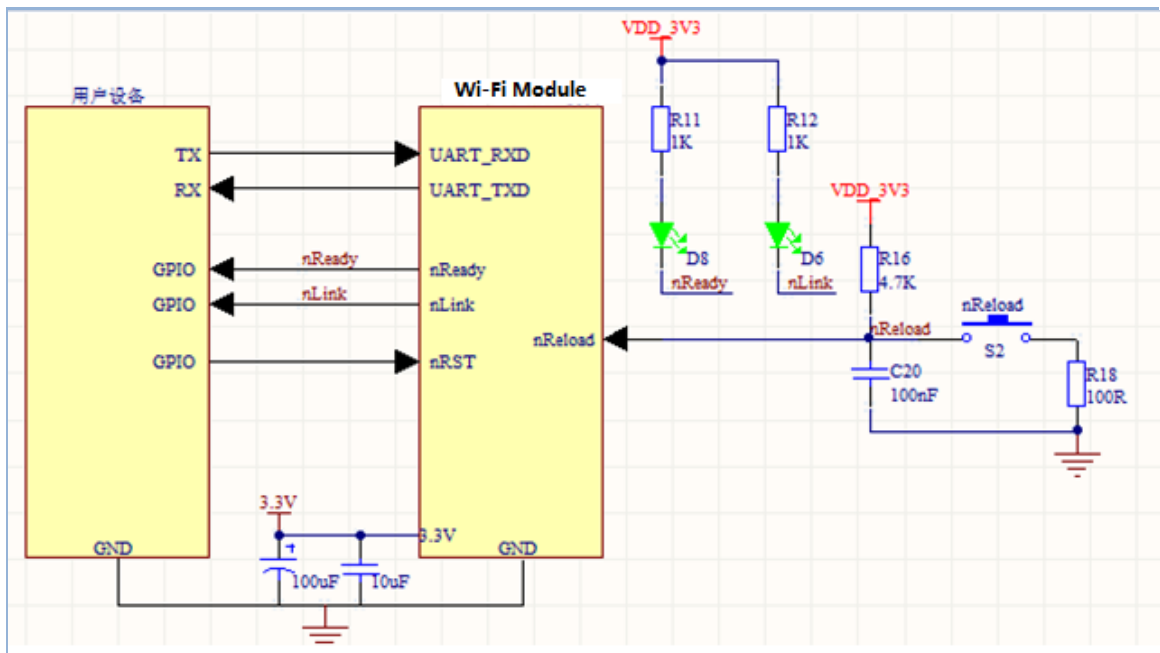 VDD_3V3
用户设备
Wi-Fi Module
R11
1K
R12
1K
TX
UART_RXD
RX
UART_TXD
VDD_3V3
GPIO
nReady
nReady
D8
D6
R16
4.7K
nReady
nLink
GPIO
nLink
nLink
nReload
nReload
nReload
S2
GPIO
nRST
C20
100nF
R18
100R
3.3V
3.3V
GND
GND
100uF
10uF